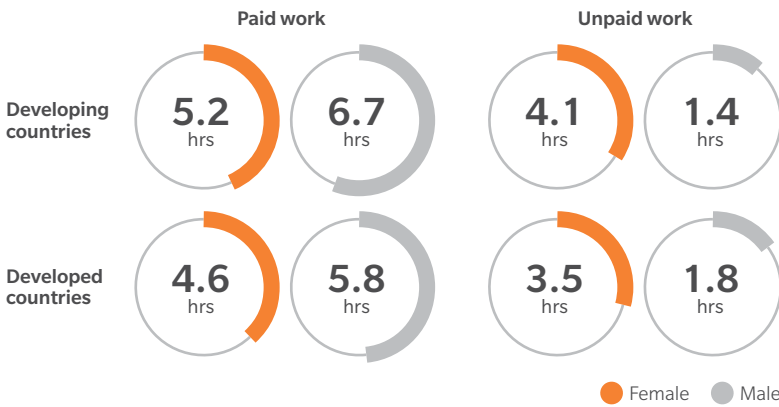 Paid work
Unpaid work
Developing
countries
5.2
hrs
6.7
hrs
4.1
hrs
1.4
hrs
Developed
countries
4.6
hrs
5.8
hrs
3.5
hrs
1.8
hrs
Female
Male